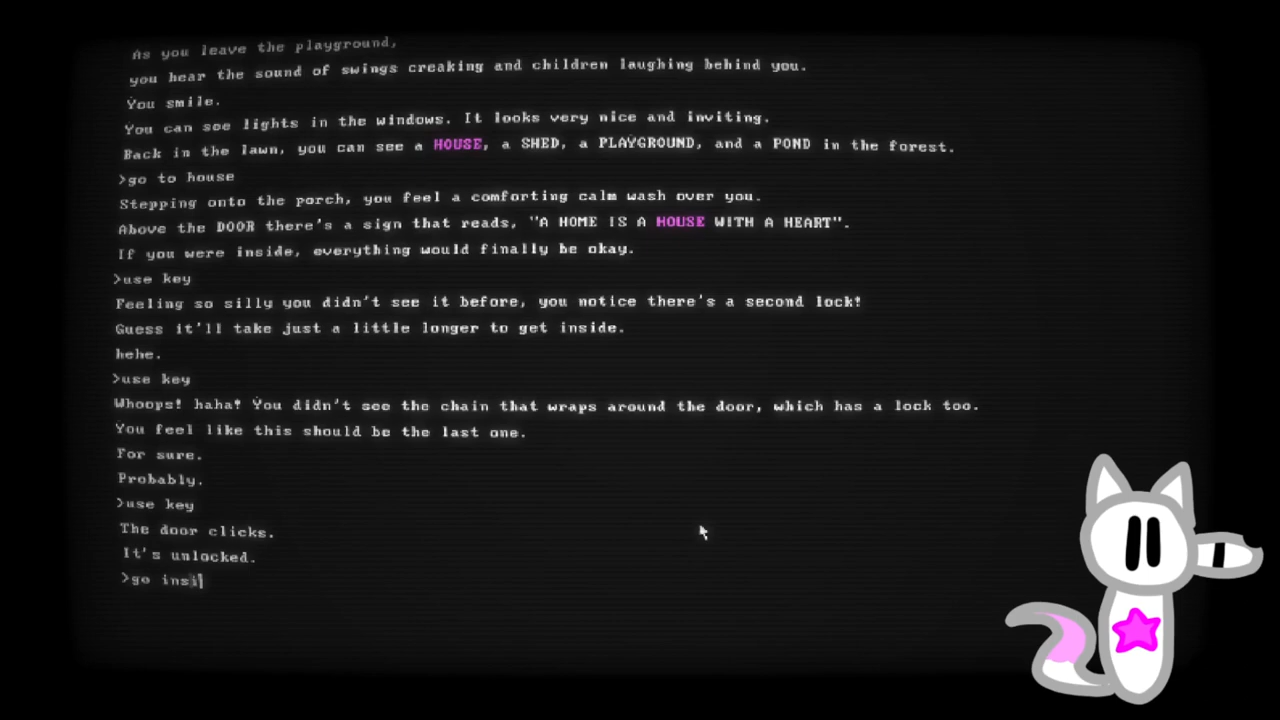 As you leave the playground,
you hear the sound of swings creaking and children laughing behind you.
You smile.
You can see lights in the windows. It looks very nice and inviting.
Back in the lawn, you can see a HOUSE, a SHED, a PLAYGROUND, and a POND in the forest.
>go to house
Stepping onto the porch, you feel a comforting calm wash over you.
Above the DOOR there's a sign that reads, "A HOME IS A HOUSE WITH A HEART".
If you were inside, everything would finally be okay.
>use key
Feeling so silly you didn't see it before, you notice there's a second lock!
Guess it'll take just a little longer to get inside.
hehe.
>use key
Whoops! haha! You didn't see the chain that wraps around the door, which has a lock too.
You feel like this should be the last one.
For sure.
Probably.
>use key
The door clicks.
It's unlocked.
>go insi